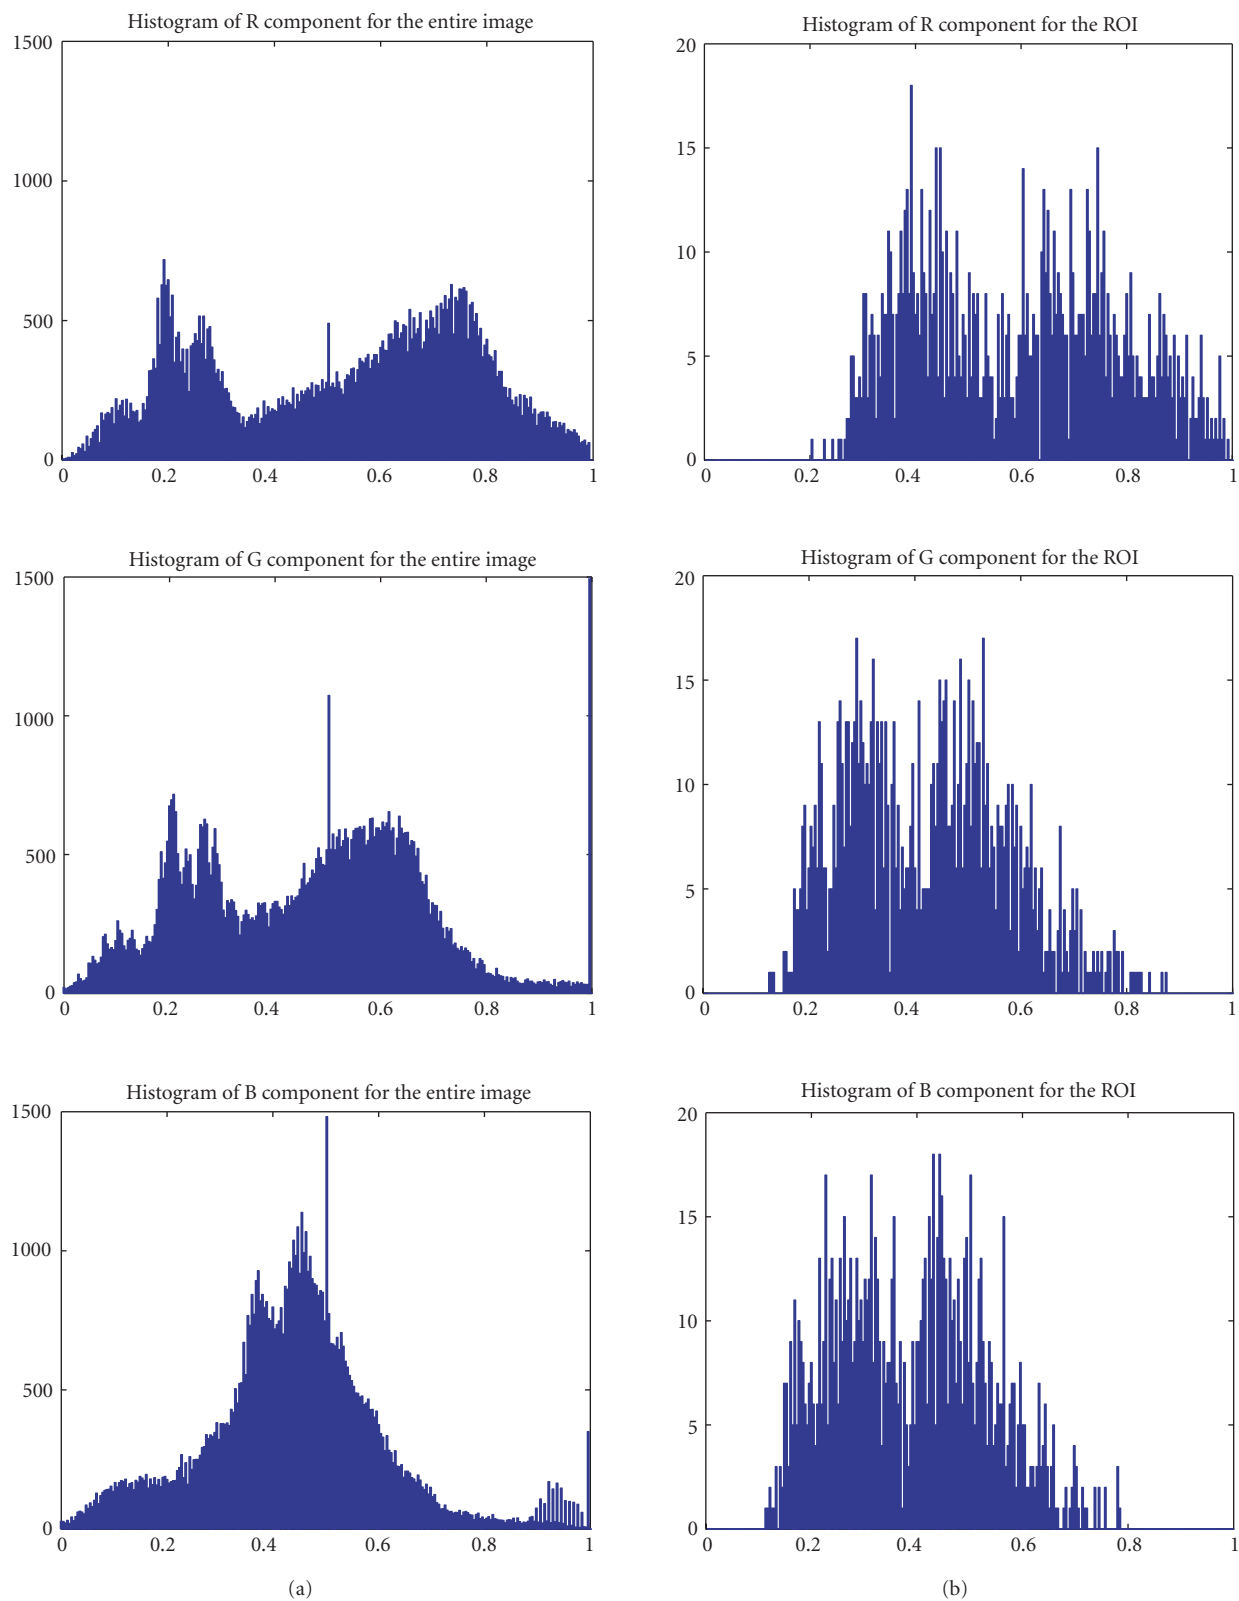 Histogram of R component for the entire image
1500
1000
500
0
0 0.2 0.4 0.6 0.8 1
Histogram of R component for the ROI
20
15
10
5
0
0 0.2 0.4 0.6 0.8 1
Histogram of G component for the entire image
1500
1000
500
0
0 0.2 0.4 0.6 0.8 1
Histogram of G component for the ROI
20
15
10
5
0
0 0.2 0.4 0.6 0.8 1
Histogram of B component for the entire image
1500
1000
500
0
0 0.2 0.4 0.6 0.8 1
(a)
Histogram of B component for the ROI
20
15
10
5
0
0 0.2 0.4 0.6 0.8 1
(b)